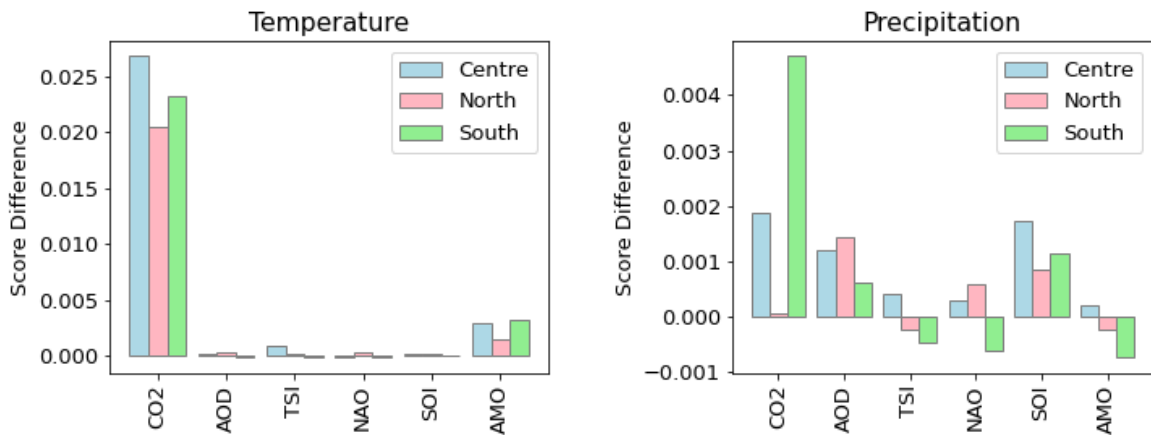 Temperature
Score Difference
0.025
0.020
0.015
0.010
0.005
0.000
Centre
North
South
CO2
AOD
TSI
NAO
SOI
AMO
Precipitation
Score Difference
0.004
0.003
0.002
0.001
0.000
−0.001
Centre
North
South
CO2
AOD
TSI
NAO
SOI
AMO